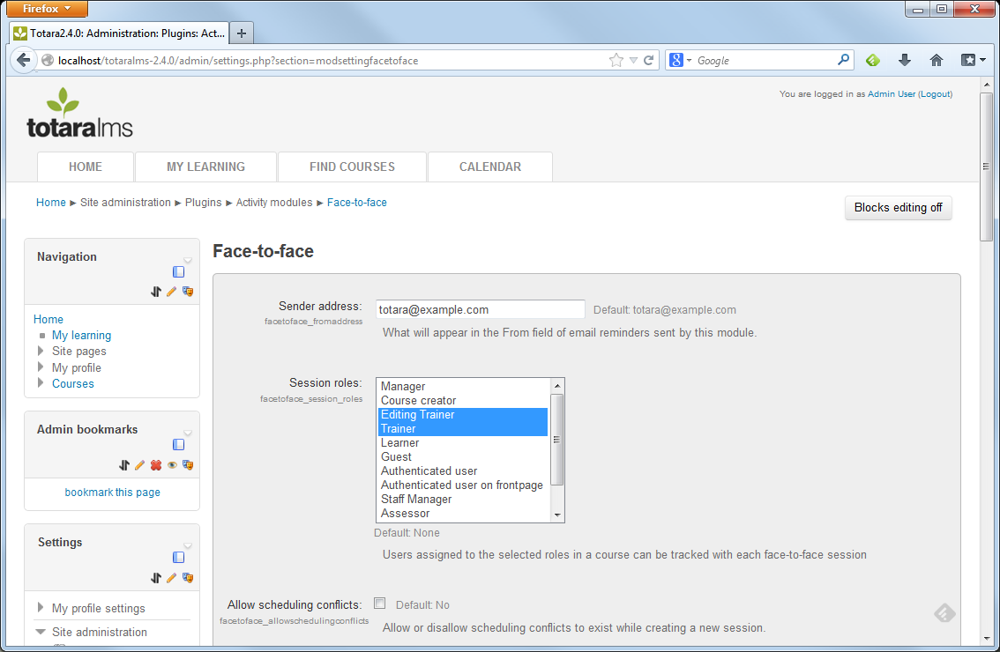 Firefox
Totara2.4.0: Administration: Plugins: Act...
localhost/totaralms-2.4.0/admin/settings.php?section=modsettingfacetoface
Google
You are logged in as Admin User (Logout)
totaralms
HOME
MY LEARNING
FIND COURSES
CALENDAR
Home ► Site administration ► Plugins ► Activity modules ► Face-to-face
Blocks editing off
Navigation
Home
My learning
Site pages
My profile
Courses
Admin bookmarks
bookmark this page
Settings
My profile settings
Site administration
Face-to-face
Sender address:
facetoface_fromaddress
totara@example.com
Default: totara@example.com
What will appear in the From field of email reminders sent by this module.
Session roles:
facetoface_session_roles
Manager
Course creator
Editing Trainer
Trainer
Learner
Guest
Authenticated user
Authenticated user on frontpage
Staff Manager
Assessor
Default: None
Users assigned to the selected roles in a course can be tracked with each face-to-face session
Allow scheduling conflicts:
facetoface_allowschedulingconflicts
Default: No
Allow or disallow scheduling conflicts to exist while creating a new session.